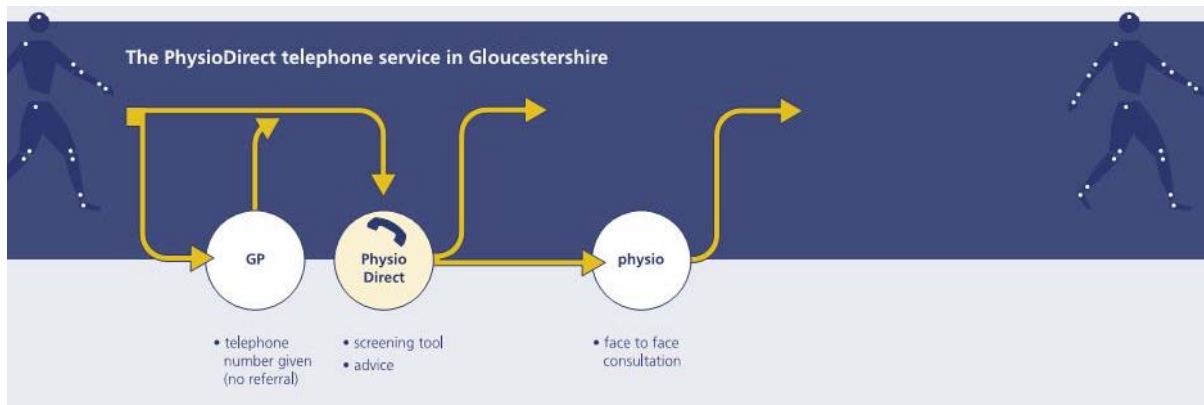 The PhysioDirect telephone service in Gloucestershire
GP
Physio
Direct
physio
• telephone
number given
(no referral)
• screening tool
• advice
• face to face
consultation